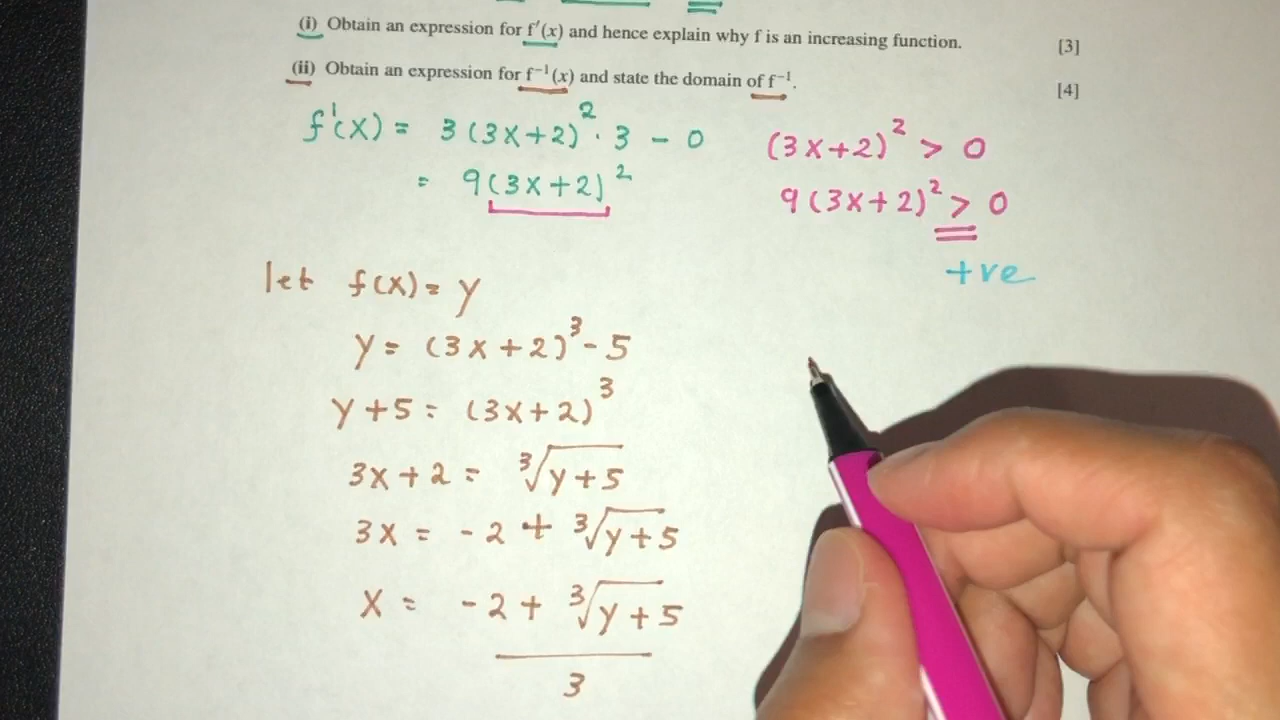 (i) Obtain an expression for f′(x) and hence explain why f is an increasing function. [3]
(ii) Obtain an expression for f⁻¹(x) and state the domain of f⁻¹. [4]
f'(x) = 3(3x+2)² · 3 - 0
= 9(3x+2)²
(3x+2)² > 0
9(3x+2)² > 0
+ve
let f(x) = y
y = (3x+2)³ - 5
y + 5 = (3x+2)³
3x + 2 = ³√(y+5)
3x = -2 + ³√(y+5)
x = -2 + ³√(y+5)
3